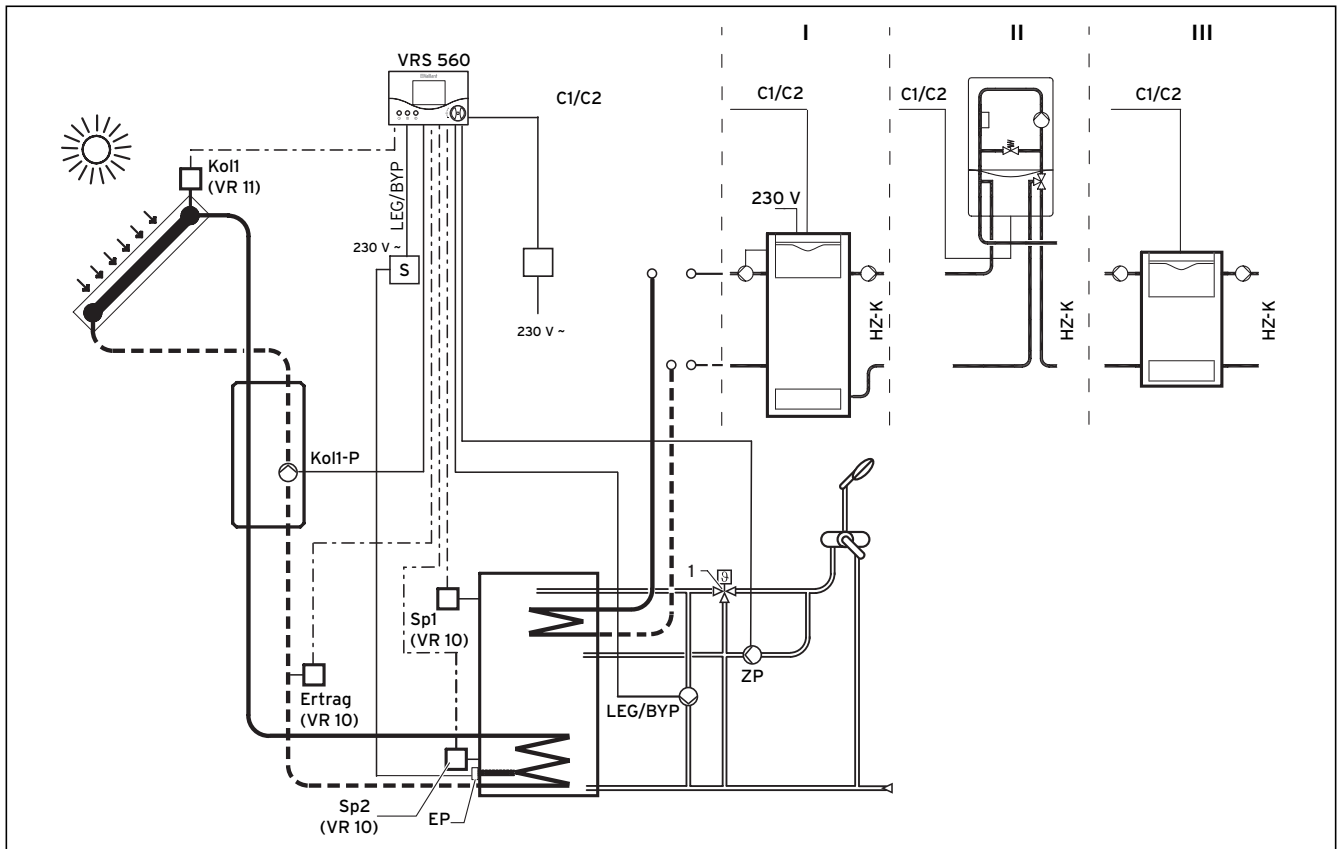 I
II
III
VRS 560
Vaillant
C1/C2
C1/C2
C1/C2
C1/C2
Kol1
(VR 11)
LEG/BYP
230 V ~
S
230 V ~
230 V
HZ-K
HZ-K
HZ-K
Kol1-P
1
ϑ
Sp1
(VR 10)
ZP
Ertrag
(VR 10)
LEG/BYP
Sp2
(VR 10)
EP